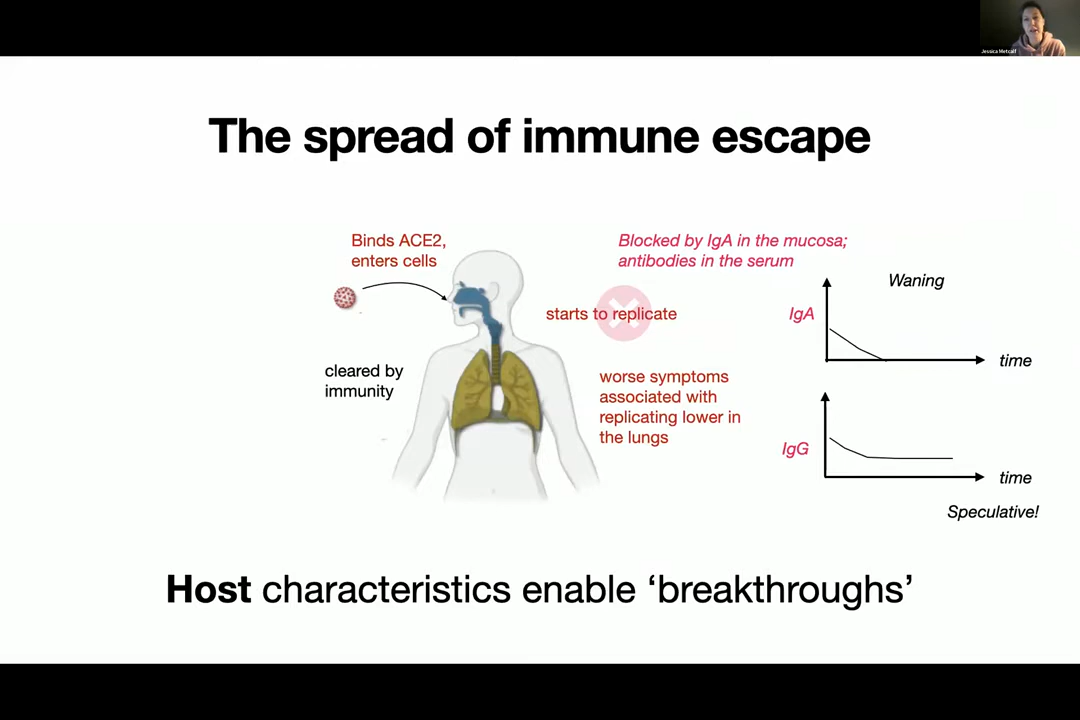 Jessica Metcalf
The spread of immune escape
Binds ACE2,
enters cells
Blocked by IgA in the mucosa;
antibodies in the serum
Waning
IgA
time
starts to replicate
cleared by
immunity
worse symptoms
associated with
replicating lower in
the lungs
IgG
time
Speculative!
Host characteristics enable ‘breakthroughs’